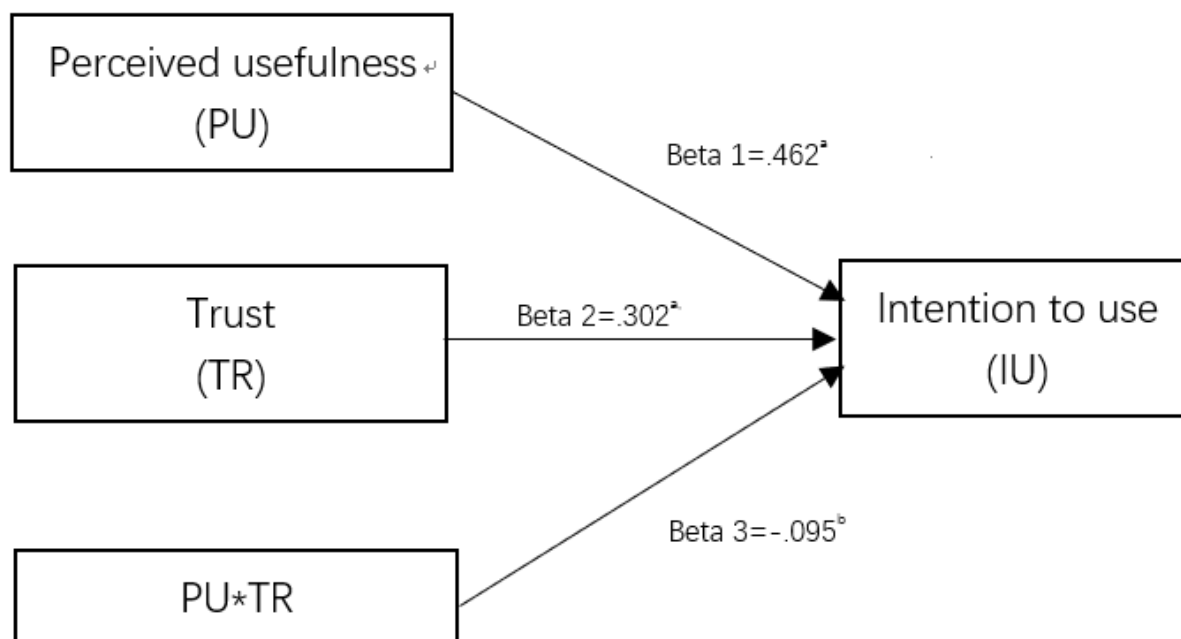 Perceived usefulness ↵
(PU)
Beta 1=.462ᵃ
Trust
(TR)
Beta 2=.302ᵃ
Intention to use
(IU)
Beta 3=-.095ᵇ
PU*TR